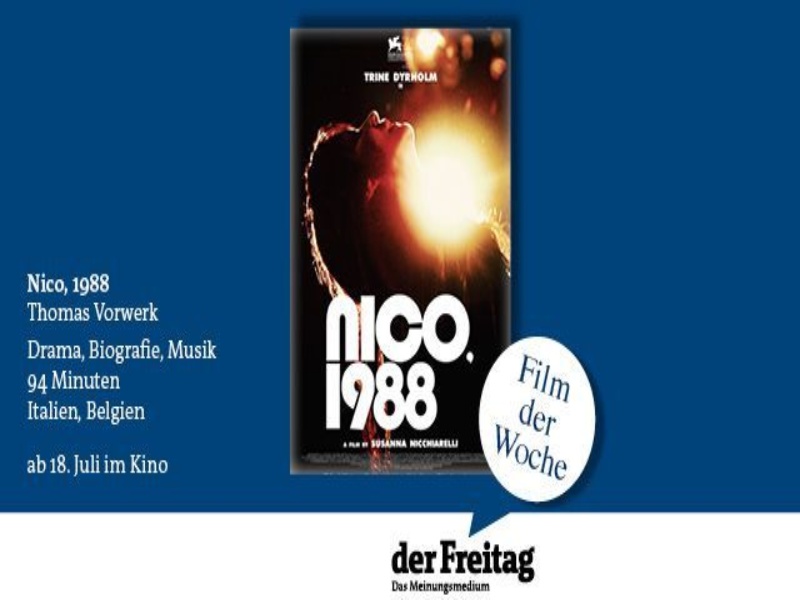 TRINE DYRHOLM
NICO,
1988
A FILM BY SUSANNA NICCHIARELLI
Nico, 1988
Thomas Vorwerk
Drama, Biografie, Musik
94 Minuten
Italien, Belgien
ab 18. Juli im Kino
Film
der
Woche
der Freitag
Das Meinungsmedium